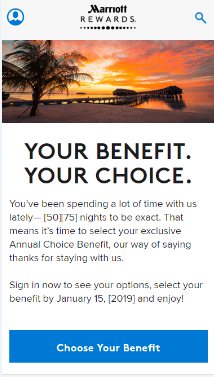 Marriott
REWARDS.
YOUR BENEFIT.
YOUR CHOICE.
You've been spending a lot of time with us
lately— [50][75] nights to be exact. That
means it's time to select your exclusive
Annual Choice Benefit, our way of saying
thanks for staying with us.
Sign in now to see your options, select your
benefit by January 15, [2019] and enjoy!
Choose Your Benefit